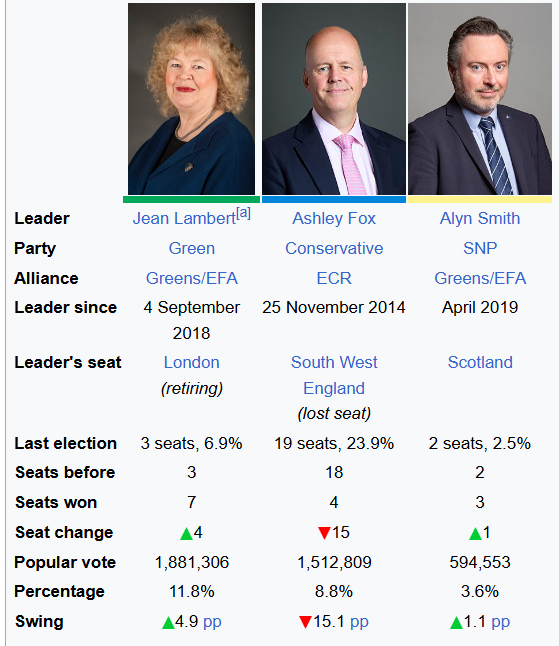 Leader Jean Lambert[a] Ashley Fox Alyn Smith
Party Green Conservative SNP
Alliance Greens/EFA ECR Greens/EFA
Leader since 4 September 25 November 2014 April 2019
2018
Leader's seat London South West Scotland
(retiring) England
(lost seat)
Last election 3 seats, 6.9% 19 seats, 23.9% 2 seats, 2.5%
Seats before 3 18 2
Seats won 7 4 3
Seat change ▲4 ▼15 ▲1
Popular vote 1,881,306 1,512,809 594,553
Percentage 11.8% 8.8% 3.6%
Swing ▲4.9 pp ▼15.1 pp ▲1.1 pp